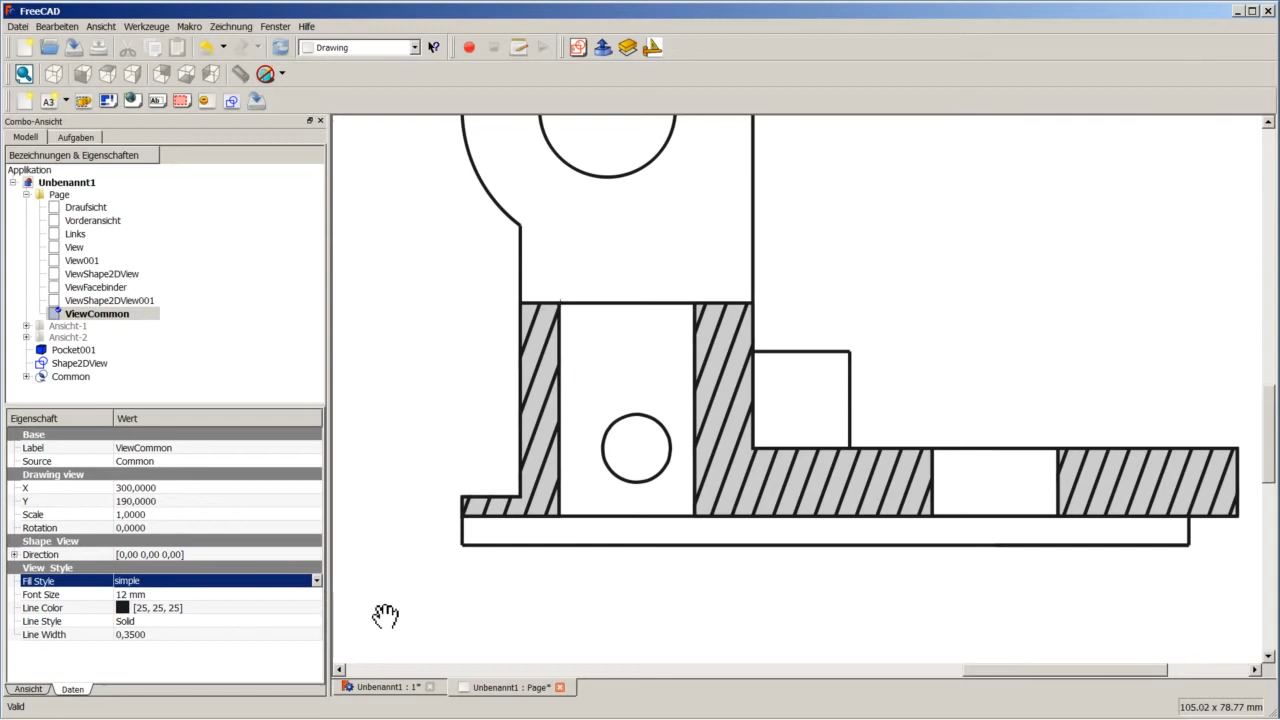 FreeCAD
Datei Bearbeiten Ansicht Werkzeuge Makro Zeichnung Fenster Hilfe
Drawing
A3
Ab
Combo-Ansicht
Modell Aufgaben
Bezeichnungen & Eigenschaften
Applikation
Unbenannt1
Page
Draufsicht
Vorderansicht
Links
View
View001
ViewShape2DView
ViewFacebinder
ViewShape2DView001
ViewCommon
Ansicht-1
Ansicht-2
Pocket001
Shape2DView
Common
Eigenschaft Wert
Base
Label ViewCommon
Source Common
Drawing view
X 300,0000
Y 190,0000
Scale 1,0000
Rotation 0,0000
Shape View
Direction [0,00 0,00 0,00]
View Style
Fill Style simple
Font Size 12 mm
Line Color [25, 25, 25]
Line Style Solid
Line Width 0,3500
Ansicht Daten
Unbenannt1 : 1* Unbenannt1 : Page*
Valid 105.02 x 78.77 mm